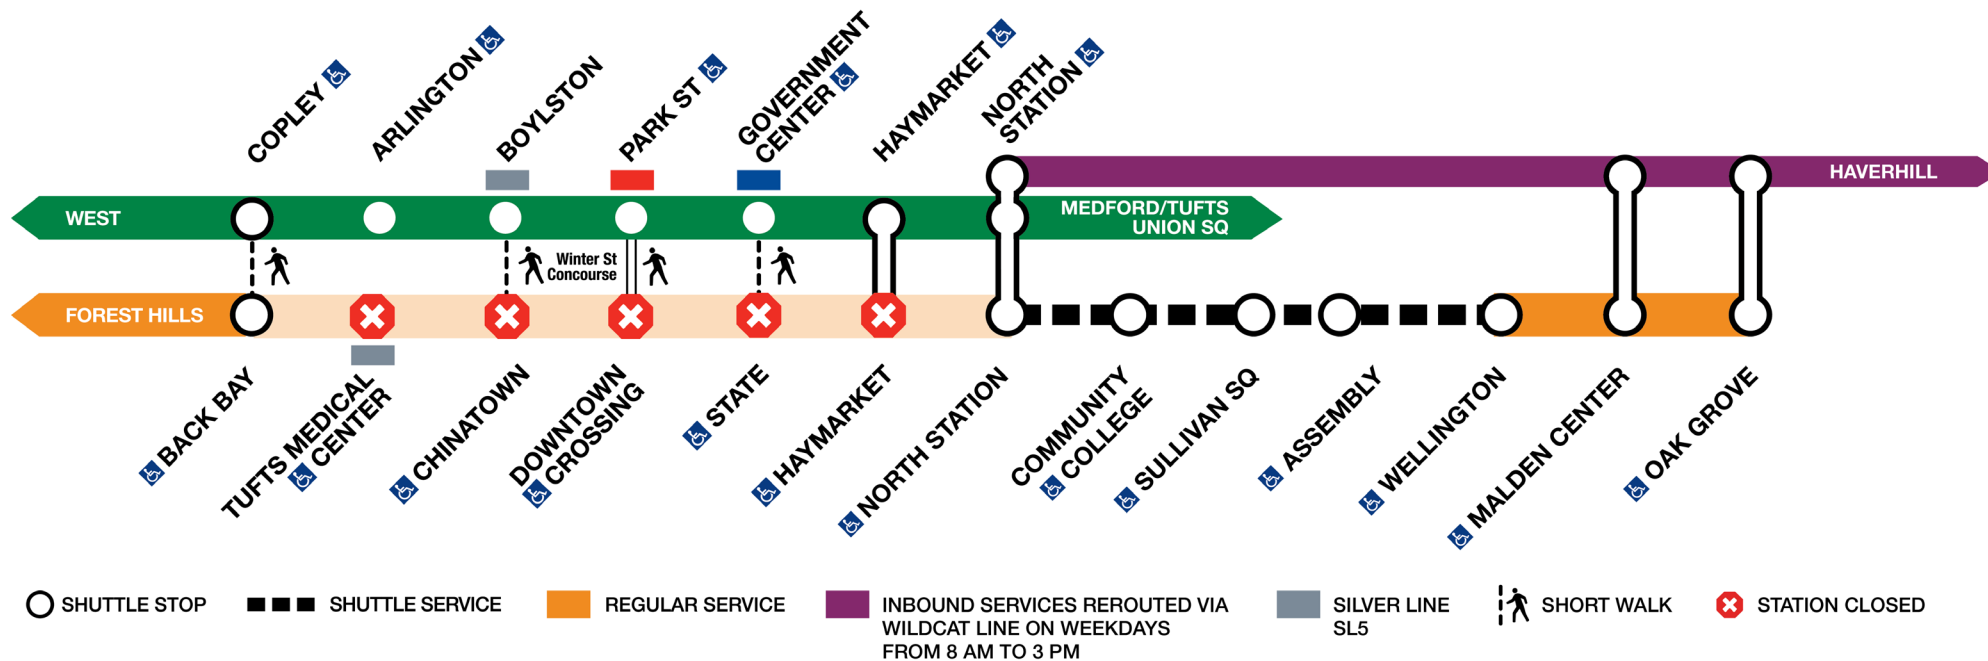 COPLEY
ARLINGTON
BOYLSTON
PARK ST
GOVERNMENT
CENTER
HAYMARKET
NORTH
STATION
HAVERHILL
WEST
MEDFORD/TUFTS
UNION SQ
Winter St
Concourse
FOREST HILLS
BACK BAY
TUFTS MEDICAL
CENTER
CHINATOWN
DOWNTOWN
CROSSING
STATE
HAYMARKET
NORTH STATION
COMMUNITY
COLLEGE
SULLIVAN SQ
ASSEMBLY
WELLINGTON
MALDEN CENTER
OAK GROVE
SHUTTLE STOP
SHUTTLE SERVICE
REGULAR SERVICE
INBOUND SERVICES REROUTED VIA
WILDCAT LINE ON WEEKDAYS
FROM 8 AM TO 3 PM
SILVER LINE
SL5
SHORT WALK
STATION CLOSED